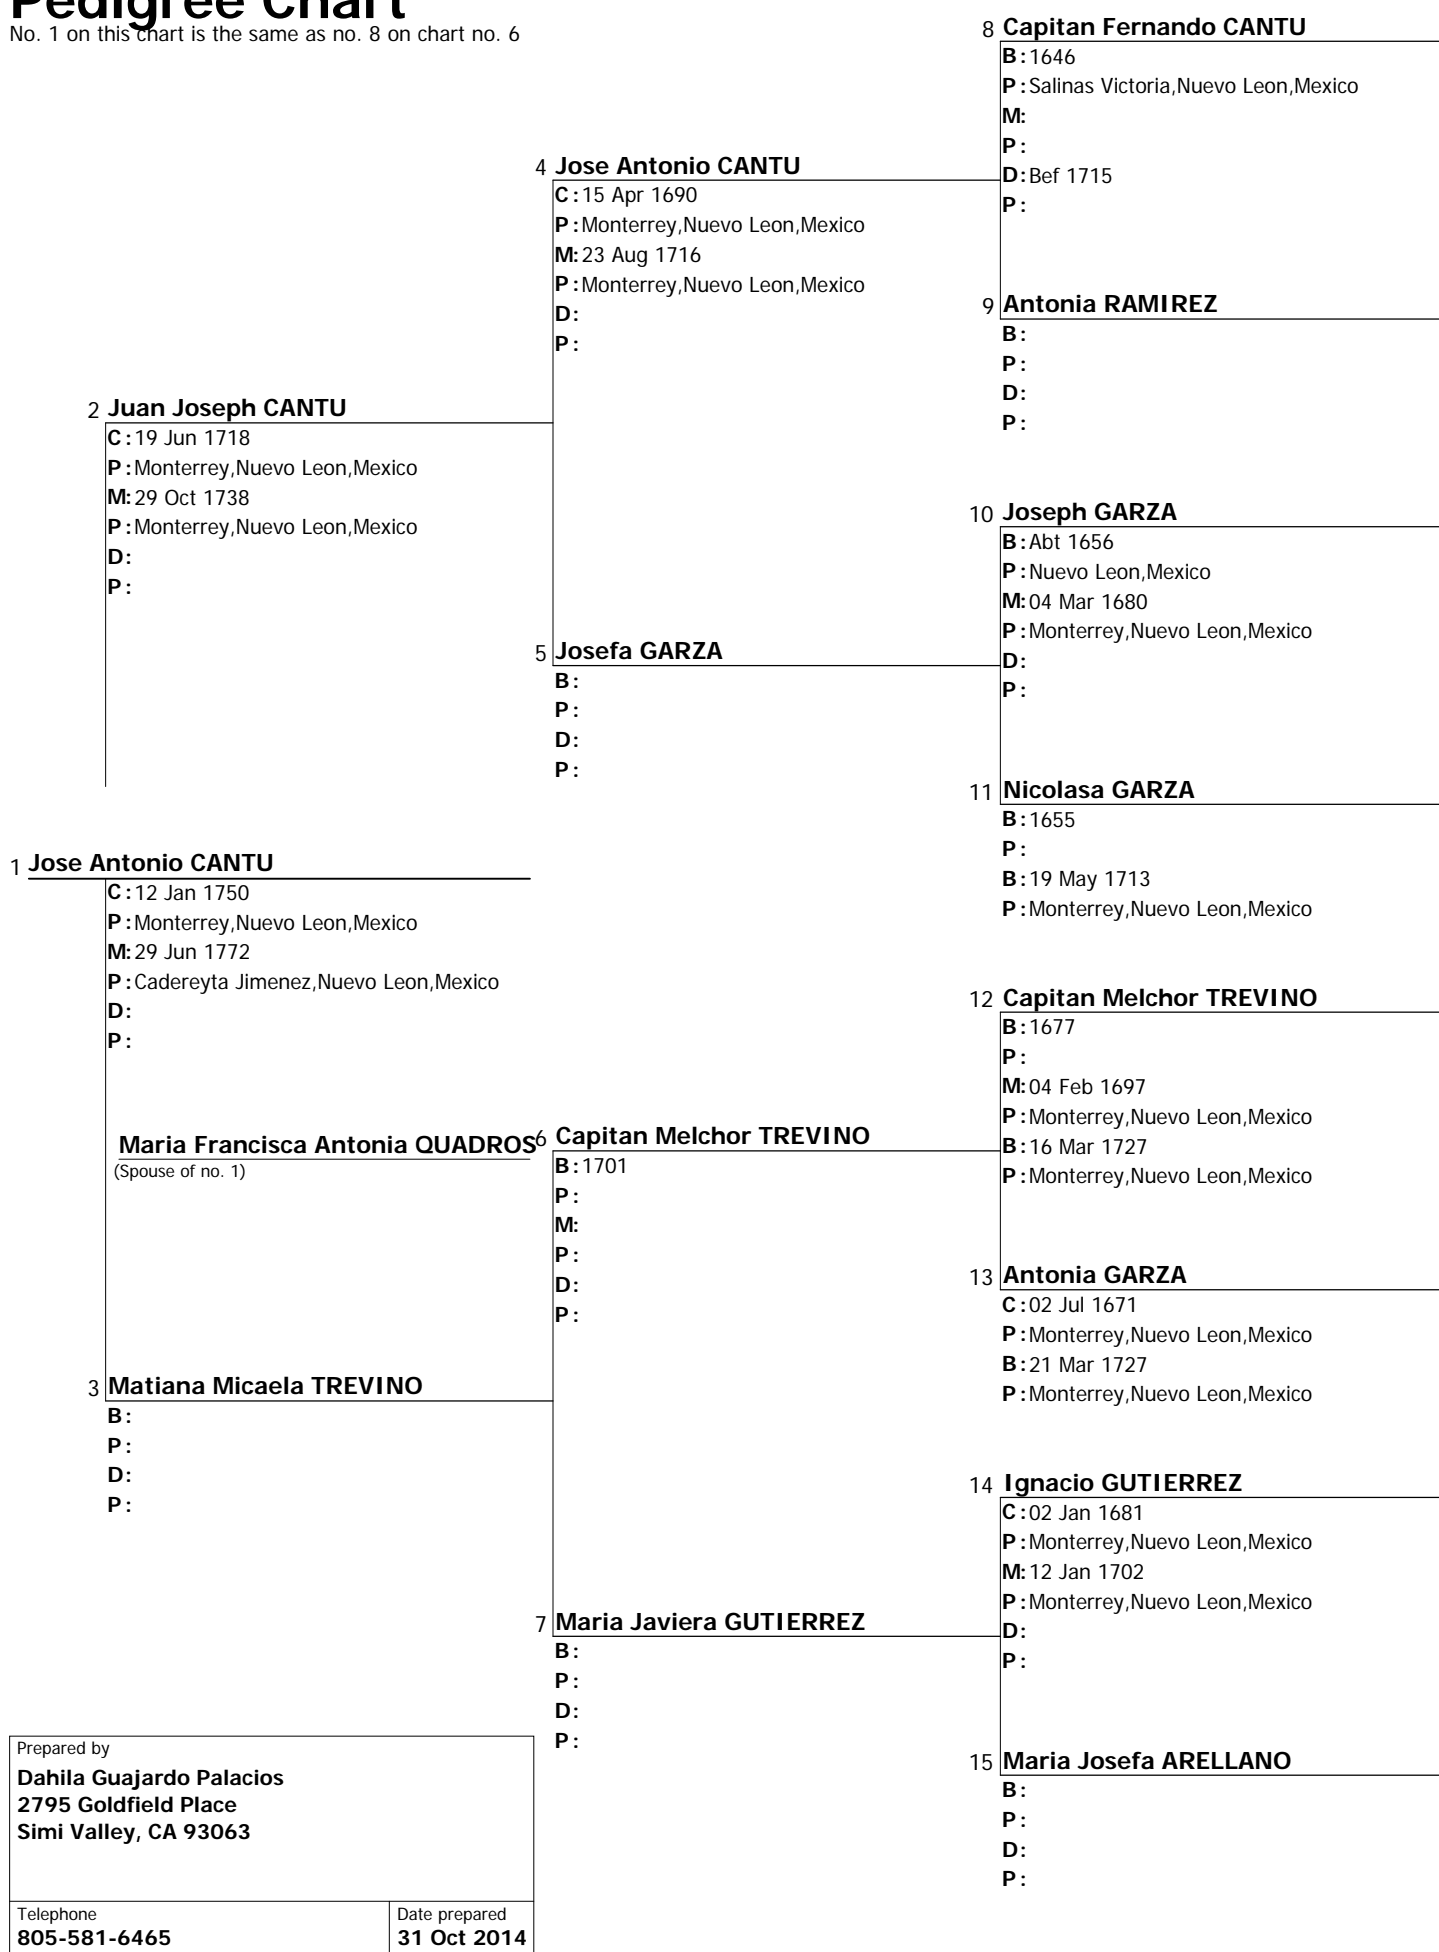 Pedigree Chart
No. 1 on this chart is the same as no. 8 on chart no. 6
8 Capitan Fernando CANTU
B: 1646
P: Salinas Victoria,Nuevo Leon,Mexico
M:
P:
D: Bef 1715
P:
4 Jose Antonio CANTU
C: 15 Apr 1690
P: Monterrey,Nuevo Leon,Mexico
M: 23 Aug 1716
P: Monterrey,Nuevo Leon,Mexico
D:
P:
9 Antonia RAMIREZ
B:
P:
D:
P:
2 Juan Joseph CANTU
C: 19 Jun 1718
P: Monterrey,Nuevo Leon,Mexico
M: 29 Oct 1738
P: Monterrey,Nuevo Leon,Mexico
D:
P:
10 Joseph GARZA
B: Abt 1656
P: Nuevo Leon,Mexico
M: 04 Mar 1680
P: Monterrey,Nuevo Leon,Mexico
D:
P:
5 Josefa GARZA
B:
P:
D:
P:
11 Nicolasa GARZA
B: 1655
P:
B: 19 May 1713
P: Monterrey,Nuevo Leon,Mexico
1 Jose Antonio CANTU
C: 12 Jan 1750
P: Monterrey,Nuevo Leon,Mexico
M: 29 Jun 1772
P: Cadereyta Jimenez,Nuevo Leon,Mexico
D:
P:
12 Capitan Melchor TREVINO
B: 1677
P:
M: 04 Feb 1697
P: Monterrey,Nuevo Leon,Mexico
B: 16 Mar 1727
P: Monterrey,Nuevo Leon,Mexico
Maria Francisca Antonia QUADROS
(Spouse of no. 1)
6 Capitan Melchor TREVINO
B: 1701
P:
M:
P:
D:
P:
13 Antonia GARZA
C: 02 Jul 1671
P: Monterrey,Nuevo Leon,Mexico
B: 21 Mar 1727
P: Monterrey,Nuevo Leon,Mexico
3 Matiana Micaela TREVINO
B:
P:
D:
P:
14 Ignacio GUTIERREZ
C: 02 Jan 1681
P: Monterrey,Nuevo Leon,Mexico
M: 12 Jan 1702
P: Monterrey,Nuevo Leon,Mexico
D:
P:
7 Maria Javiera GUTIERREZ
B:
P:
D:
P:
15 Maria Josefa ARELLANO
B:
P:
D:
P:
Prepared by
Dahila Guajardo Palacios
2795 Goldfield Place
Simi Valley, CA 93063
Telephone
805-581-6465
Date prepared
31 Oct 2014